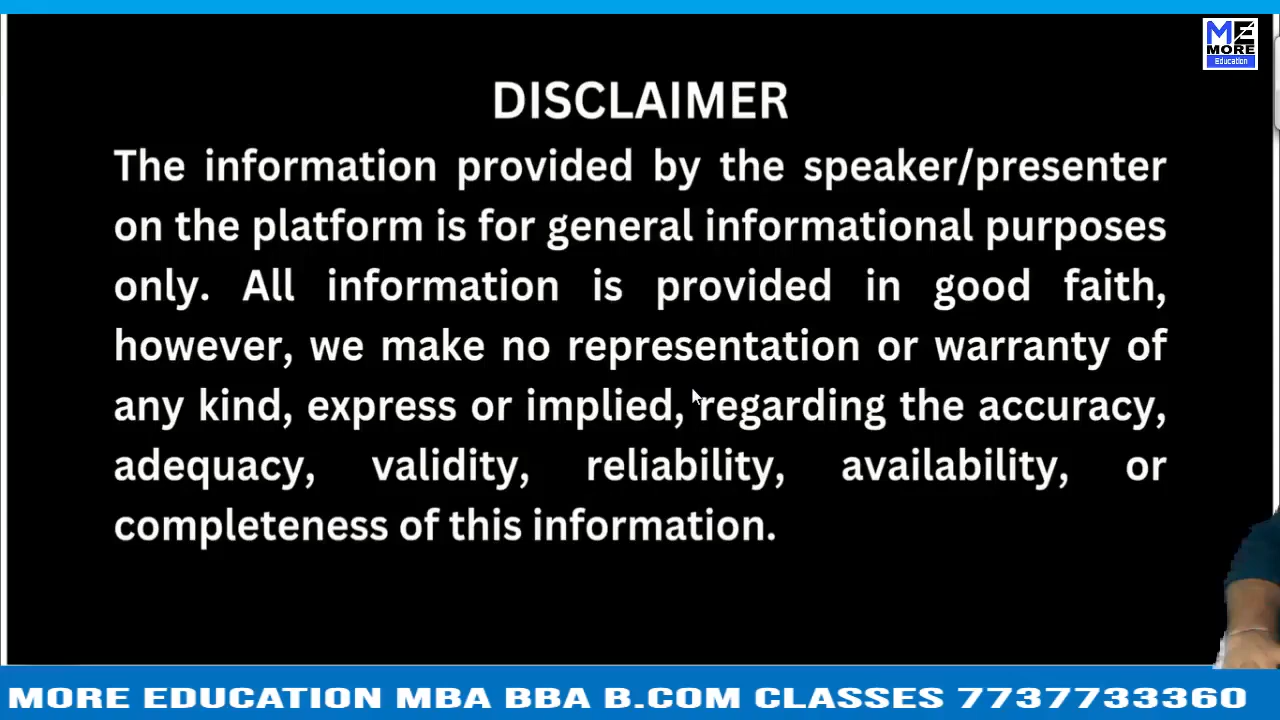 ME
MORE
Education
DISCLAIMER
The information provided by the speaker/presenter
on the platform is for general informational purposes
only. All information is provided in good faith,
however, we make no representation or warranty of
any kind, express or implied, regarding the accuracy,
adequacy, validity, reliability, availability, or
completeness of this information.
MORE EDUCATION MBA BBA B.COM CLASSES 7737733360